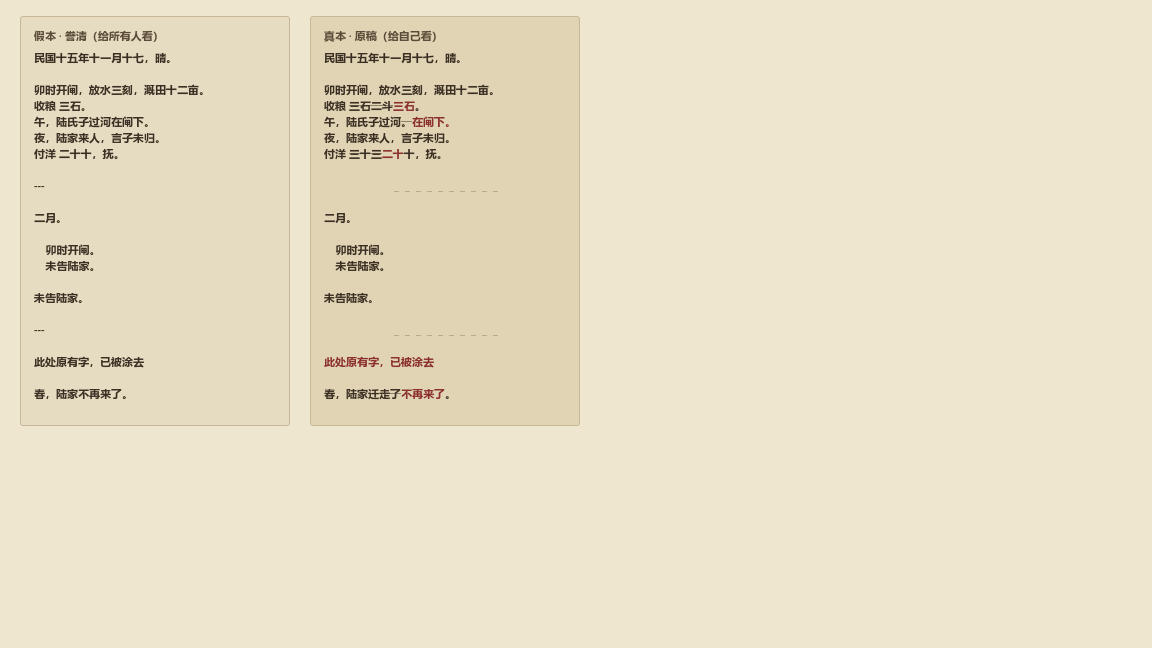 假本 · 誊清（给所有人看）
民国十五年十一月十七，晴。
卯时开闸，放水三刻，溉田十二亩。
收粮 三石。
午，陆氏子过河在闸下。
夜，陆家来人，言子未归。
付洋 二十十，抚。
---
二月。
卯时开闸。
未告陆家。
未告陆家。
---
此处原有字，已被涂去
春，陆家不再来了。
真本 · 原稿（给自己看）
民国十五年十一月十七，晴。
卯时开闸，放水三刻，溉田十二亩。
收粮 三石二斗三石。
午，陆氏子过河。在闸下。
夜，陆家来人，言子未归。
付洋 三十三二十十，抚。
二月。
卯时开闸。
未告陆家。
未告陆家。
此处原有字，已被涂去
春，陆家迁走了不再来了。